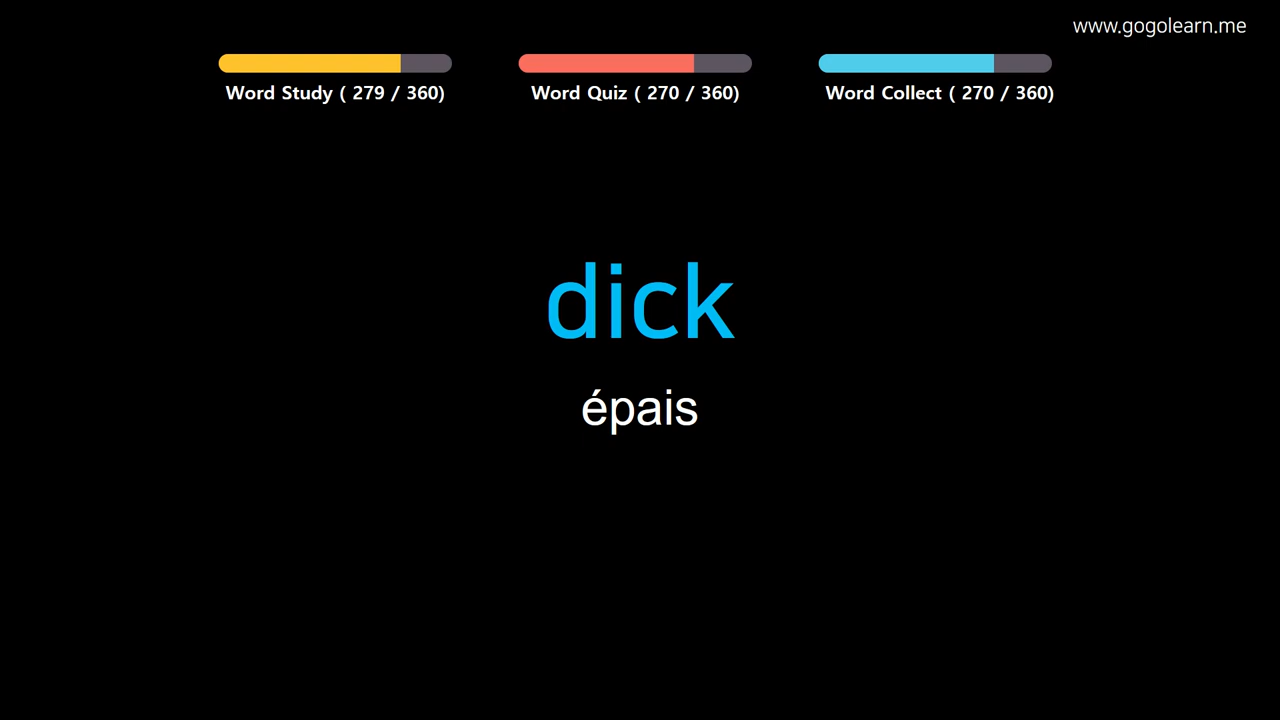 www.gogolearn.me
Word Study ( 279 / 360)
Word Quiz ( 270 / 360)
Word Collect ( 270 / 360)
dick
épais